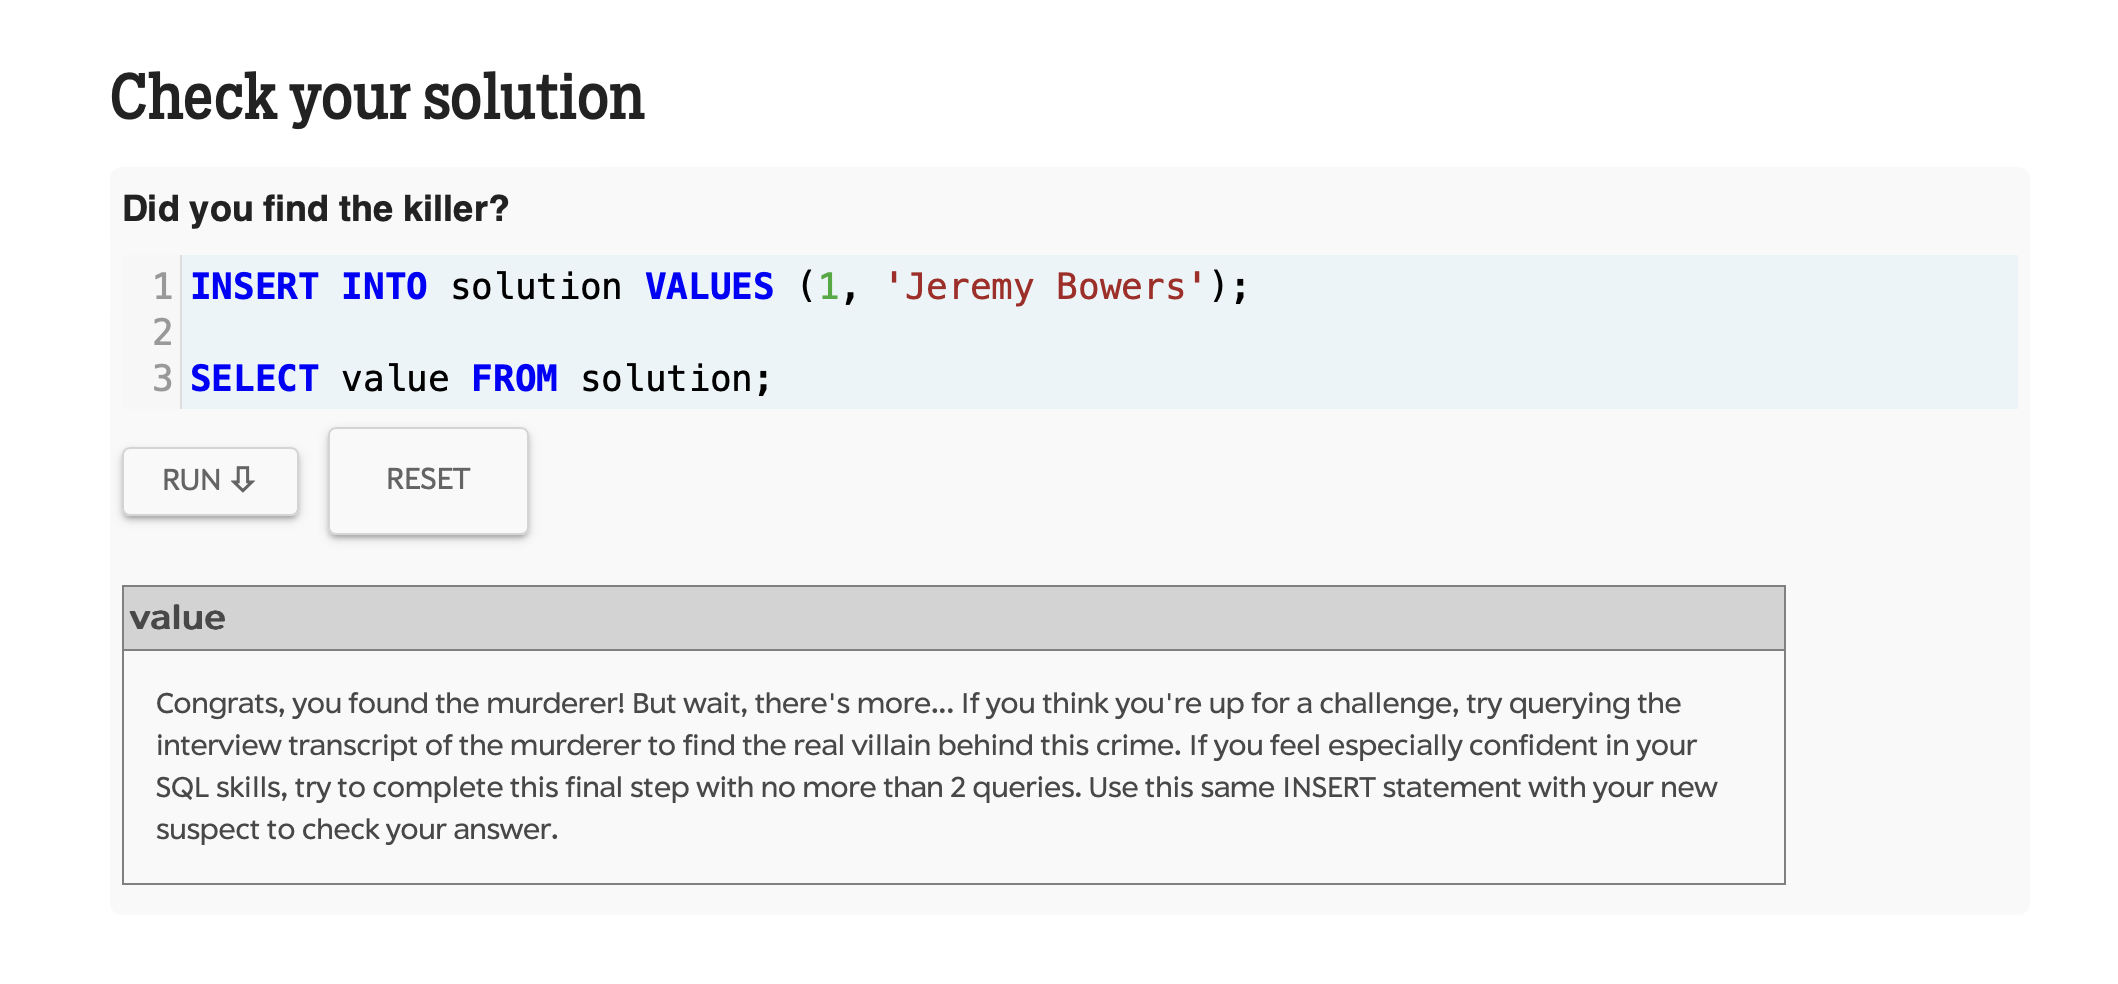 Check your solution
Did you find the killer?
1 INSERT INTO solution VALUES (1, 'Jeremy Bowers');
2
3 SELECT value FROM solution;
RUN ⇩ RESET
value
Congrats, you found the murderer! But wait, there's more... If you think you're up for a challenge, try querying the
interview transcript of the murderer to find the real villain behind this crime. If you feel especially confident in your
SQL skills, try to complete this final step with no more than 2 queries. Use this same INSERT statement with your new
suspect to check your answer.